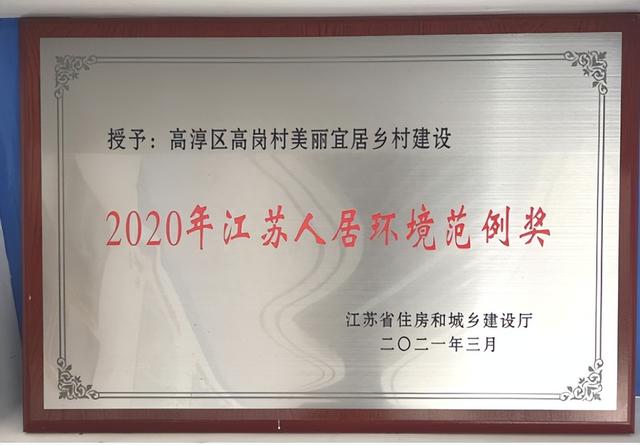 授予：高淳区高岗村美丽宜居乡村建设
2020年江苏人居环境范例奖
江苏省住房和城乡建设厅
二〇二一年三月